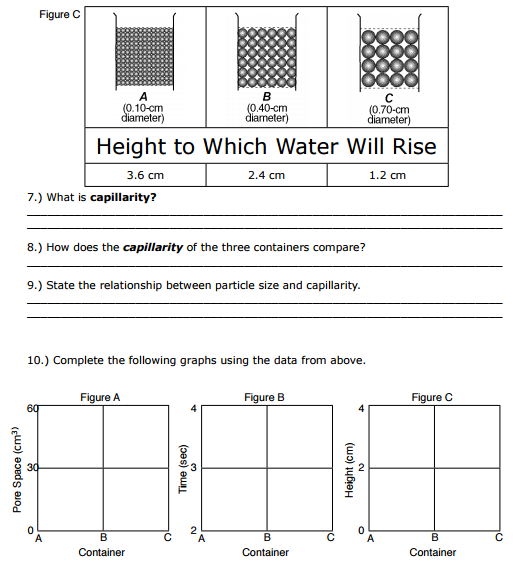 Figure C
A B C
(0.10-cm diameter) (0.40-cm diameter) (0.70-cm diameter)
Height to Which Water Will Rise
3.6 cm 2.4 cm 1.2 cm
7.) What is capillarity?
8.) How does the capillarity of the three containers compare?
9.) State the relationship between particle size and capillarity.
10.) Complete the following graphs using the data from above.
Figure A
Pore Space (cm³)
60
30
0
A B C
Container
Figure B
Time (sec)
4
3
2
A B C
Container
Figure C
Height (cm)
4
2
0
A B C
Container